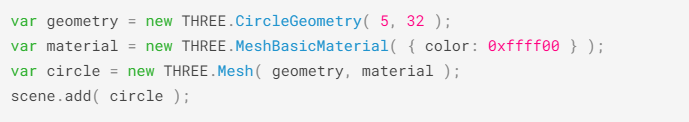 var geometry = new THREE.CircleGeometry( 5, 32 );
var material = new THREE.MeshBasicMaterial( { color: 0xffff00 } );
var circle = new THREE.Mesh( geometry, material );
scene.add( circle );